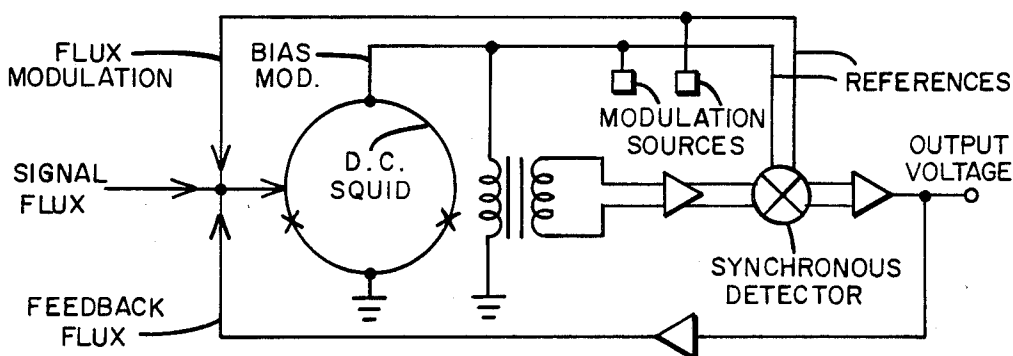 FLUX
MODULATION
BIAS
MOD.
REFERENCES
MODULATION
SOURCES
OUTPUT
VOLTAGE
D.C.
SQUID
SIGNAL
FLUX
SYNCHRONOUS
DETECTOR
FEEDBACK
FLUX